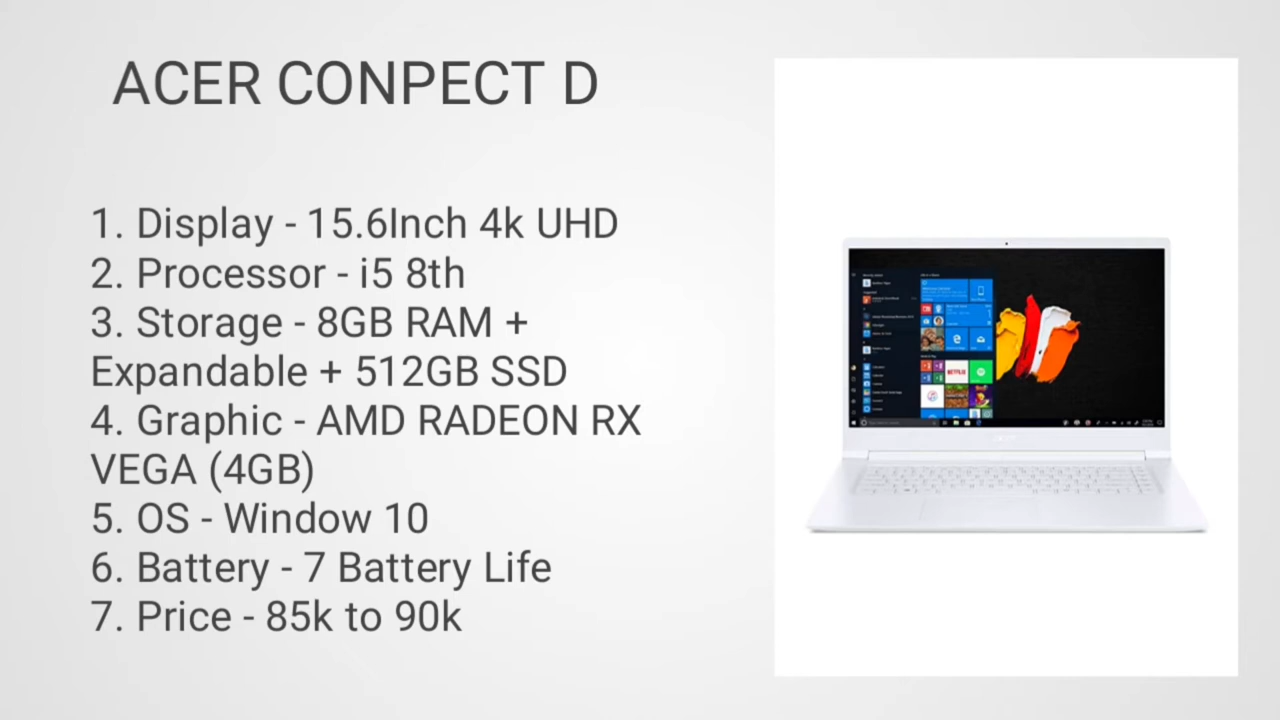 ACER CONPECT D
1. Display - 15.6Inch 4k UHD
2. Processor - i5 8th
3. Storage - 8GB RAM +
Expandable + 512GB SSD
4. Graphic - AMD RADEON RX
VEGA (4GB)
5. OS - Window 10
6. Battery - 7 Battery Life
7. Price - 85k to 90k
NETFLIX
acer